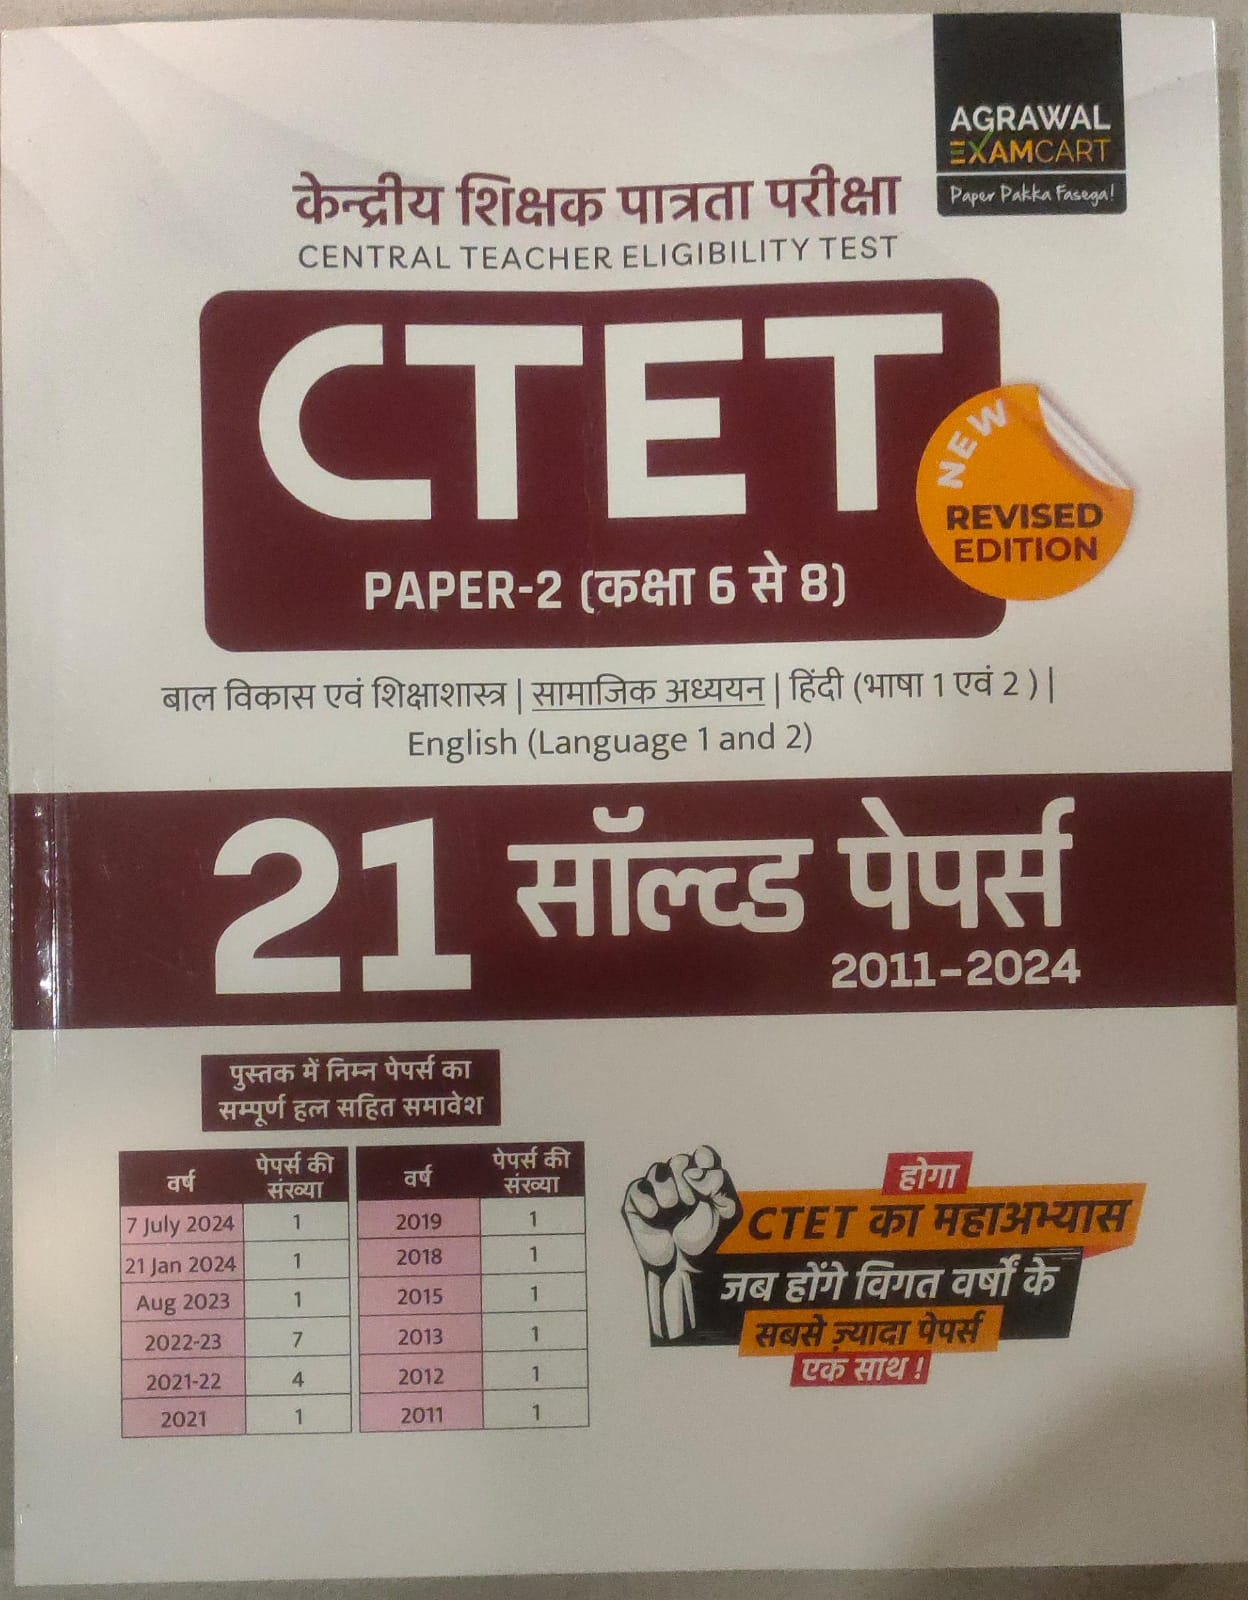 AGRAWAL
EXAMCART
Paper Pakka Fasega!
केन्द्रीय शिक्षक पात्रता परीक्षा
CENTRAL TEACHER ELIGIBILITY TEST
CTET
NEW
REVISED
EDITION
PAPER-2 (कक्षा 6 से 8)
बाल विकास एवं शिक्षाशास्त्र | सामाजिक अध्ययन | हिंदी (भाषा 1 एवं 2 ) |
English (Language 1 and 2)
21 सॉल्व्ड पेपर्स
2011-2024
पुस्तक में निम्न पेपर्स का
सम्पूर्ण हल सहित समावेश
वर्ष पेपर्स की संख्या वर्ष पेपर्स की संख्या
7 July 2024 1 2019 1
21 Jan 2024 1 2018 1
Aug 2023 1 2015 1
2022-23 7 2013 1
2021-22 4 2012 1
2021 1 2011 1
होगा
CTET का महाअभ्यास
जब होंगे विगत वर्षों के
सबसे ज़्यादा पेपर्स
एक साथ !